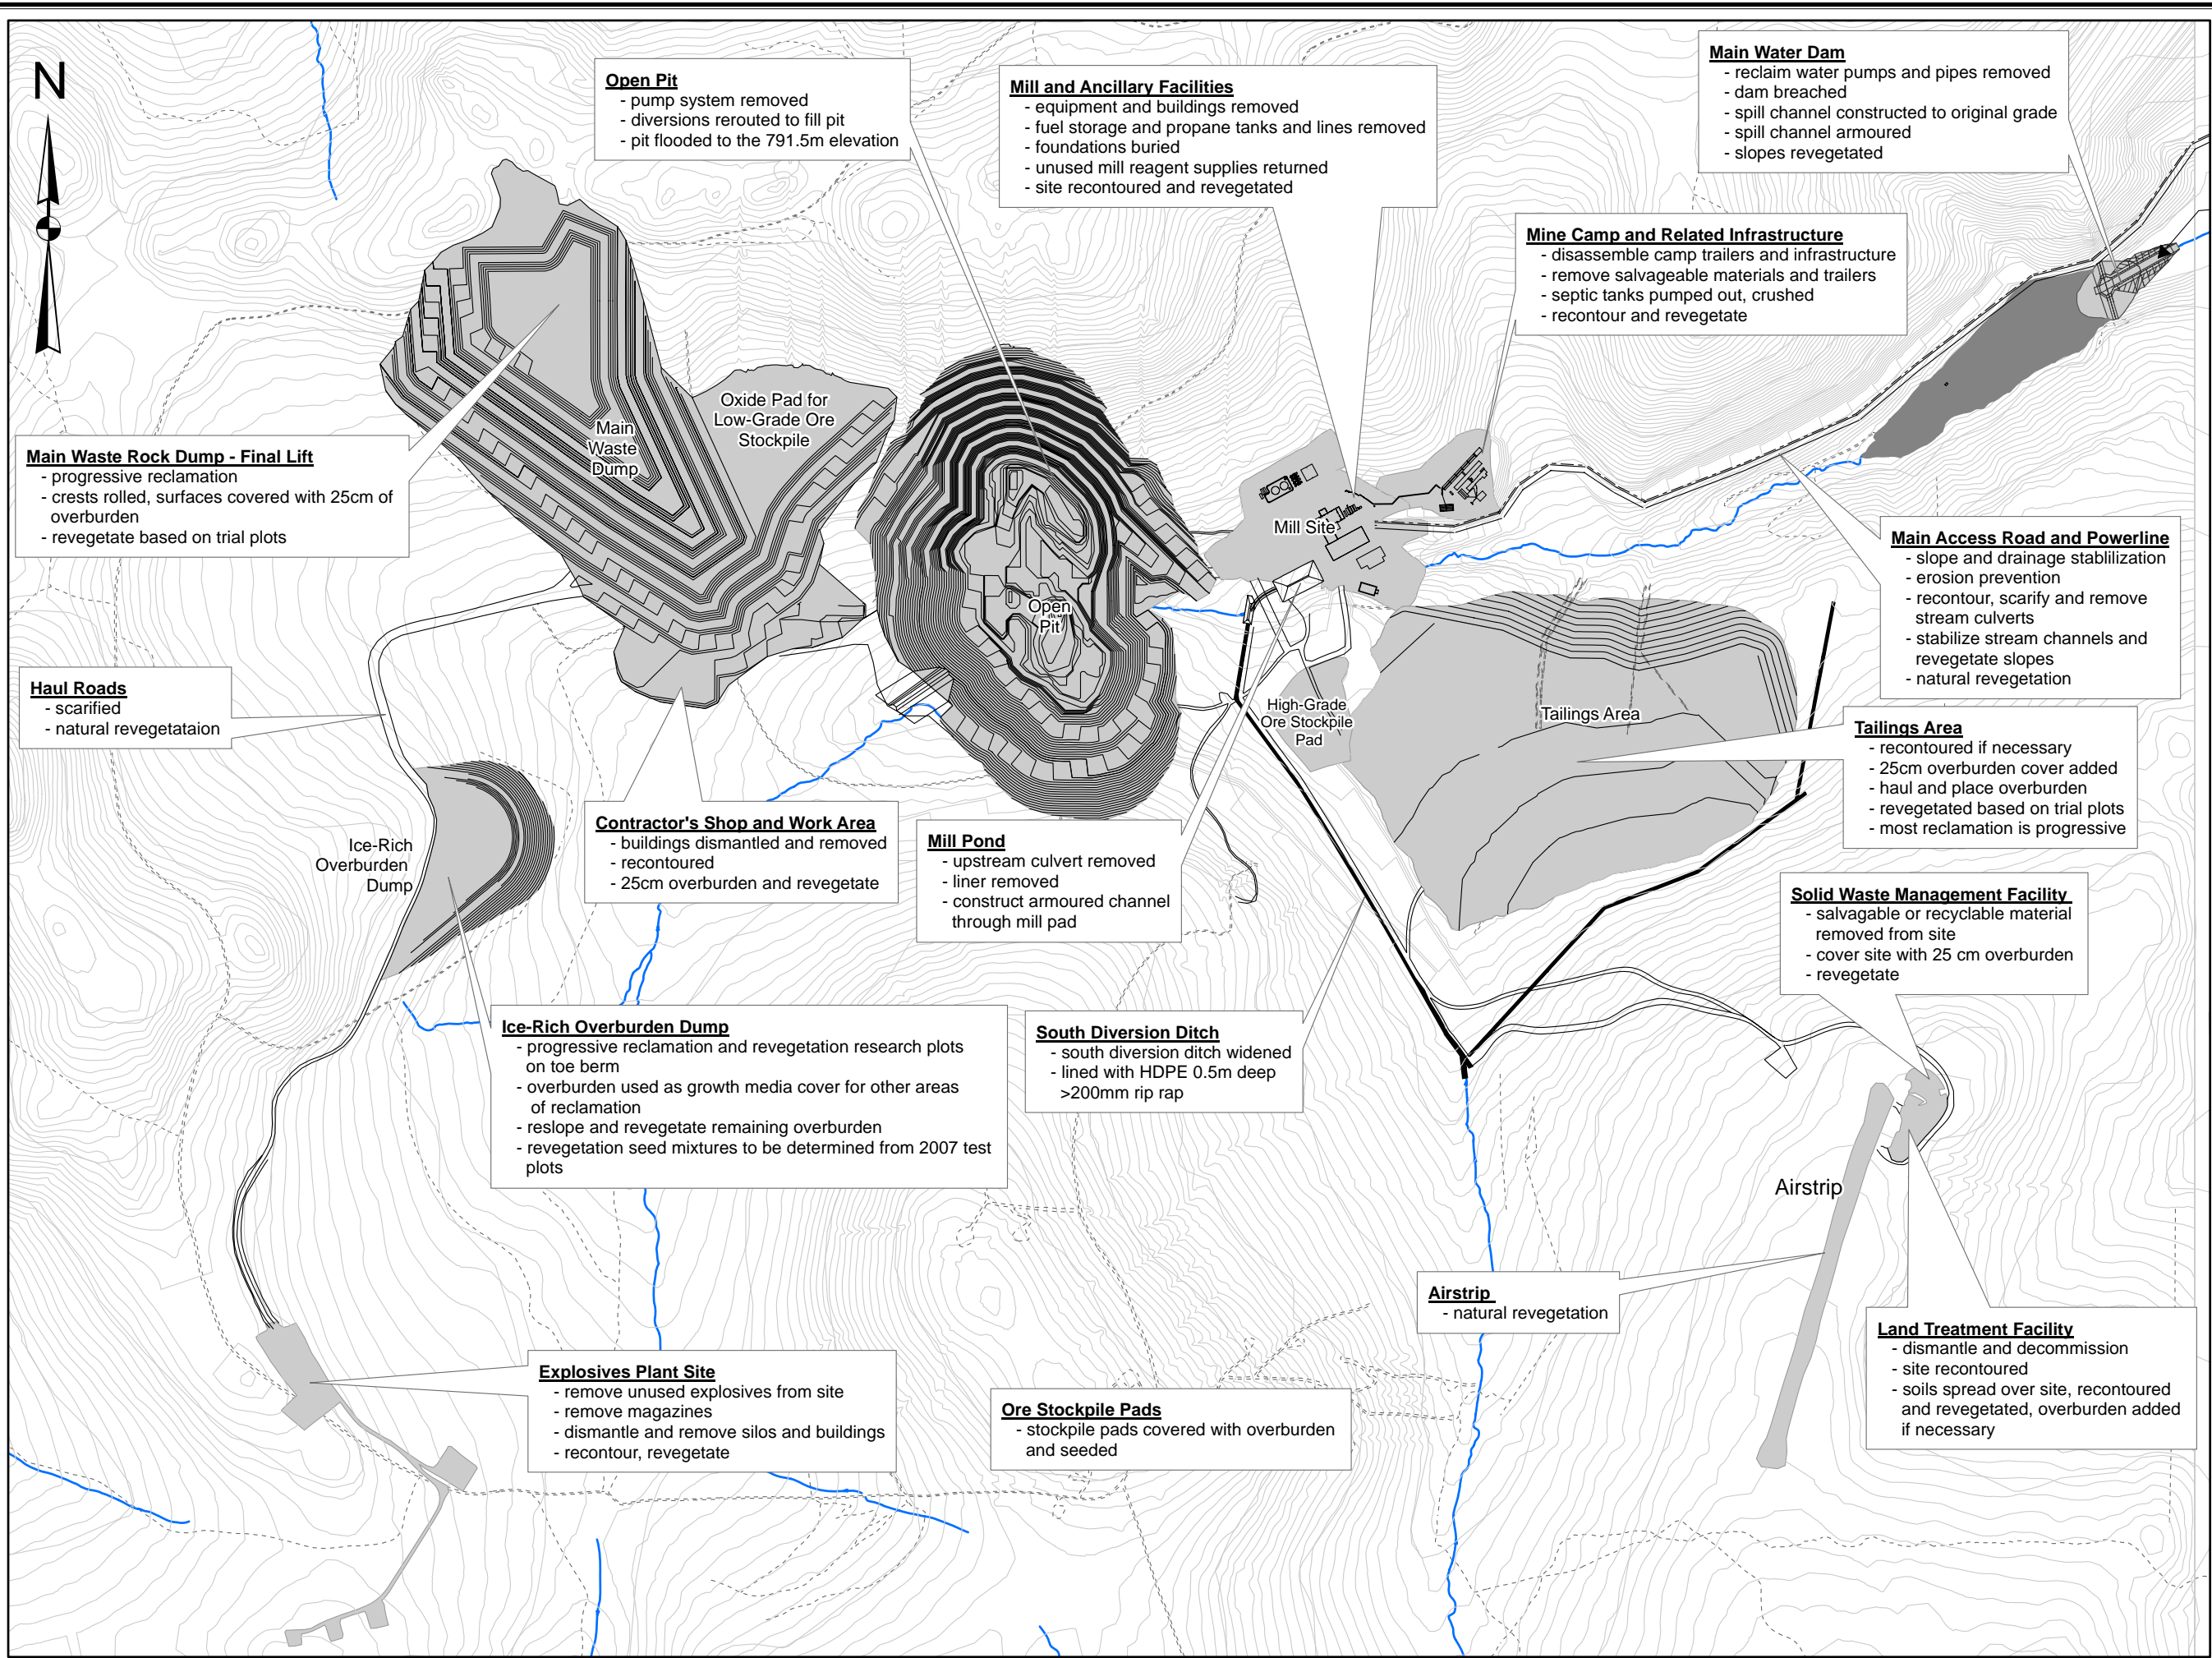 N
Open Pit
- pump system removed
- diversions rerouted to fill pit
- pit flooded to the 791.5m elevation
Mill and Ancillary Facilities
- equipment and buildings removed
- fuel storage and propane tanks and lines removed
- foundations buried
- unused mill reagent supplies returned
- site recontoured and revegetated
Main Water Dam
- reclaim water pumps and pipes removed
- dam breached
- spill channel constructed to original grade
- spill channel armoured
- slopes revegetated
Mine Camp and Related Infrastructure
- disassemble camp trailers and infrastructure
- remove salvageable materials and trailers
- septic tanks pumped out, crushed
- recontour and revegetate
Oxide Pad for
Low-Grade Ore
Stockpile
Main
Waste
Dump
Main Waste Rock Dump - Final Lift
- progressive reclamation
- crests rolled, surfaces covered with 25cm of
overburden
- revegetate based on trial plots
Mill Site
Main Access Road and Powerline
- slope and drainage stablilization
- erosion prevention
- recontour, scarify and remove
stream culverts
- stabilize stream channels and
revegetate slopes
- natural revegetation
Open
Pit
Haul Roads
- scarified
- natural revegetataion
High-Grade
Ore Stockpile
Pad
Tailings Area
Tailings Area
- recontoured if necessary
- 25cm overburden cover added
- haul and place overburden
- revegetated based on trial plots
- most reclamation is progressive
Contractor's Shop and Work Area
- buildings dismantled and removed
- recontoured
- 25cm overburden and revegetate
Mill Pond
- upstream culvert removed
- liner removed
- construct armoured channel
through mill pad
Ice-Rich
Overburden
Dump
Solid Waste Management Facility
- salvagable or recyclable material
removed from site
- cover site with 25 cm overburden
- revegetate
Ice-Rich Overburden Dump
- progressive reclamation and revegetation research plots
on toe berm
- overburden used as growth media cover for other areas
of reclamation
- reslope and revegetate remaining overburden
- revegetation seed mixtures to be determined from 2007 test
plots
South Diversion Ditch
- south diversion ditch widened
- lined with HDPE 0.5m deep
>200mm rip rap
Airstrip
Airstrip
- natural revegetation
Land Treatment Facility
- dismantle and decommission
- site recontoured
- soils spread over site, recontoured
and revegetated, overburden added
if necessary
Explosives Plant Site
- remove unused explosives from site
- remove magazines
- dismantle and remove silos and buildings
- recontour, revegetate
Ore Stockpile Pads
- stockpile pads covered with overburden
and seeded